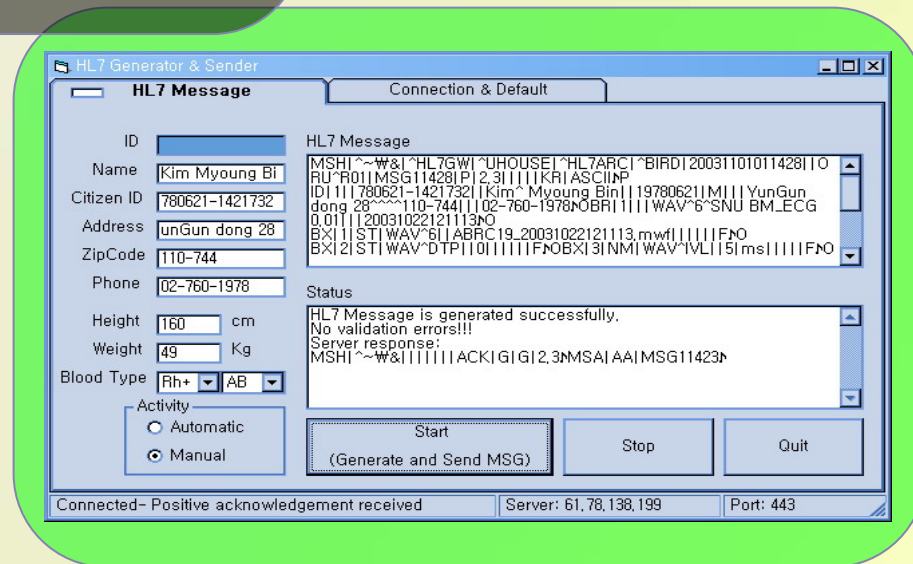 HL7 Generator & Sender
HL7 Message
Connection & Default
ID
Name Kim Myoung Bi
Citizen ID 780621-1421732
Address unGun dong 28
ZipCode 110-744
Phone 02-760-1978
Height 160 cm
Weight 49 Kg
Blood Type Rh+ AB
Activity
Automatic
Manual
HL7 Message
MSH|^~₩&|^HL7GW|^UHOUSE|^HL7ARC|^BIRD|20031101011428||O
RU^R01|MSG11428|P|2,3|||||KR|ASCII♪P
ID|1||780621-1421732||Kim^ Myoung Bin||19780621|M|||YunGun
dong 28^^^^110-744|||02-760-1978♪OBR|1|||WAV^6^SNU BM_ECG
0,01|||20031022121113♪O
BX|1|ST|WAV^6||ABRC19_20031022121113,mwf||||||F♪O
BX|2|ST|WAV^DTP||0||||||F♪OBX|3|NM|WAV^IVL||5|ms|||||F♪O
Status
HL7 Message is generated successfully,
No validation errors!!!
Server response:
MSH|^~₩&|||||||ACK|G|G|2,3♪MSA|AA|MSG11423♪
Start
(Generate and Send MSG)
Stop
Quit
Connected- Positive acknowledgement received
Server: 61,78,138,199
Port: 443